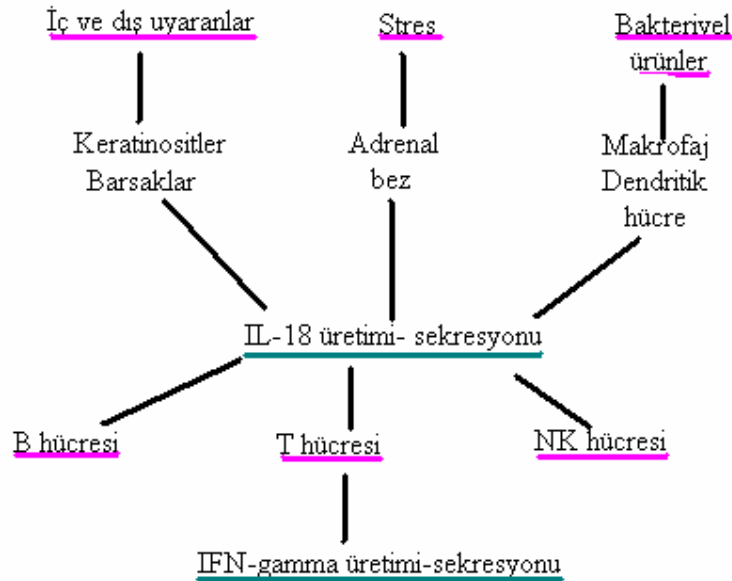 İç ve dış uyaranlar
Stres
Bakterivel
ürünler
Keratinositler
Barsaklar
Adrenal
bez
Makrofaj
Dendritik
hücre
IL-18 üretimi- sekresyonu
B hücresi
T hücresi
NK hücresi
IFN-gamma üretimi-sekresyonu